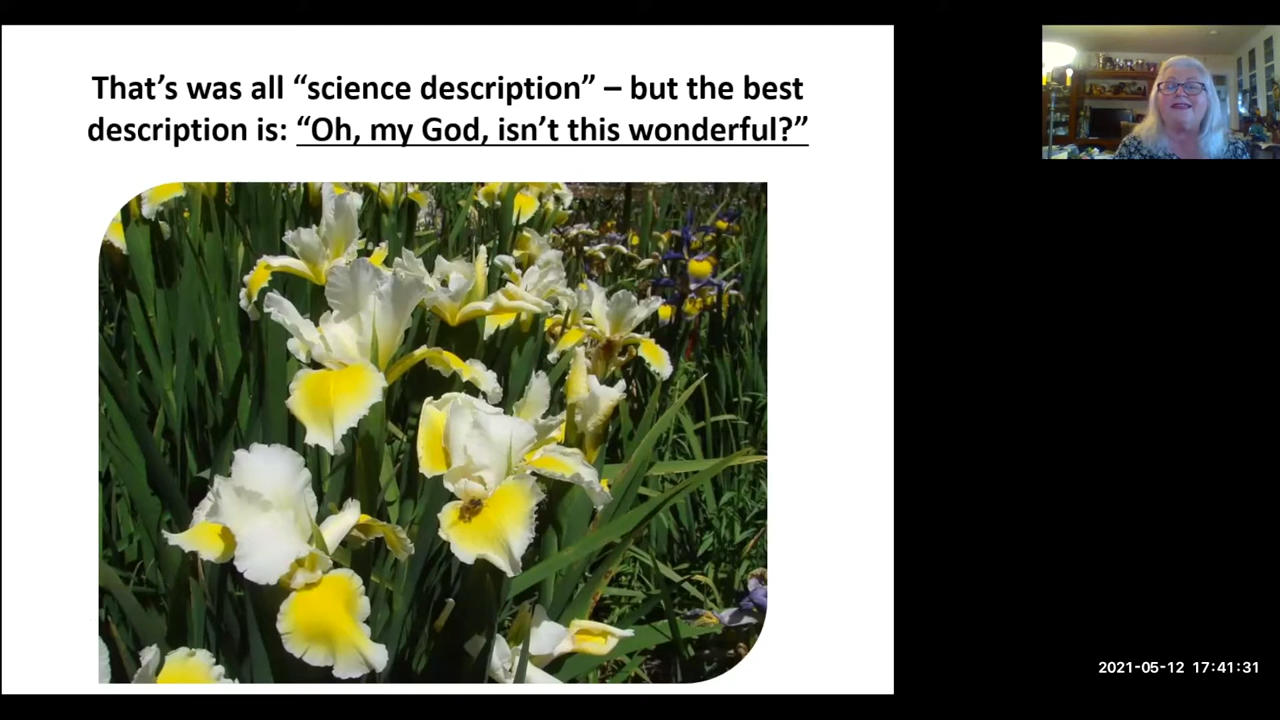 That's was all “science description” – but the best
description is: “Oh, my God, isn't this wonderful?”
2021-05-12 17:41:31